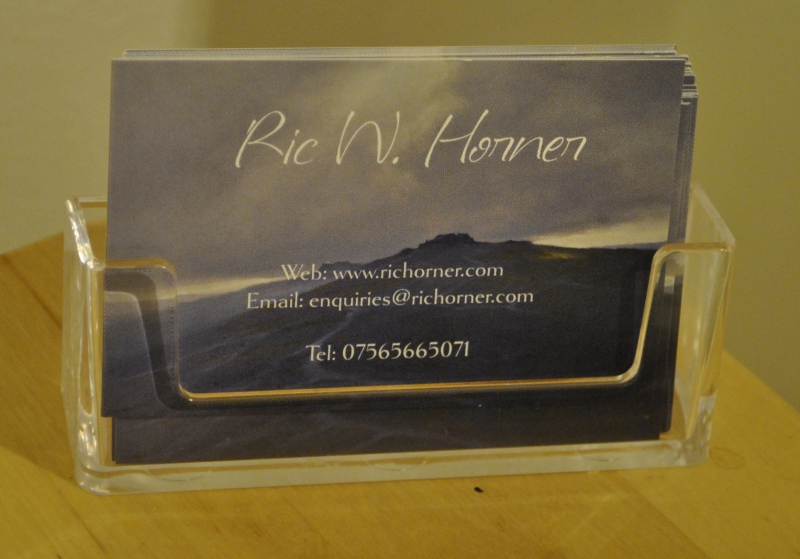 Ric W. Horner
Web: www.richorner.com
Email: enquiries@richorner.com
Tel: 07565665071